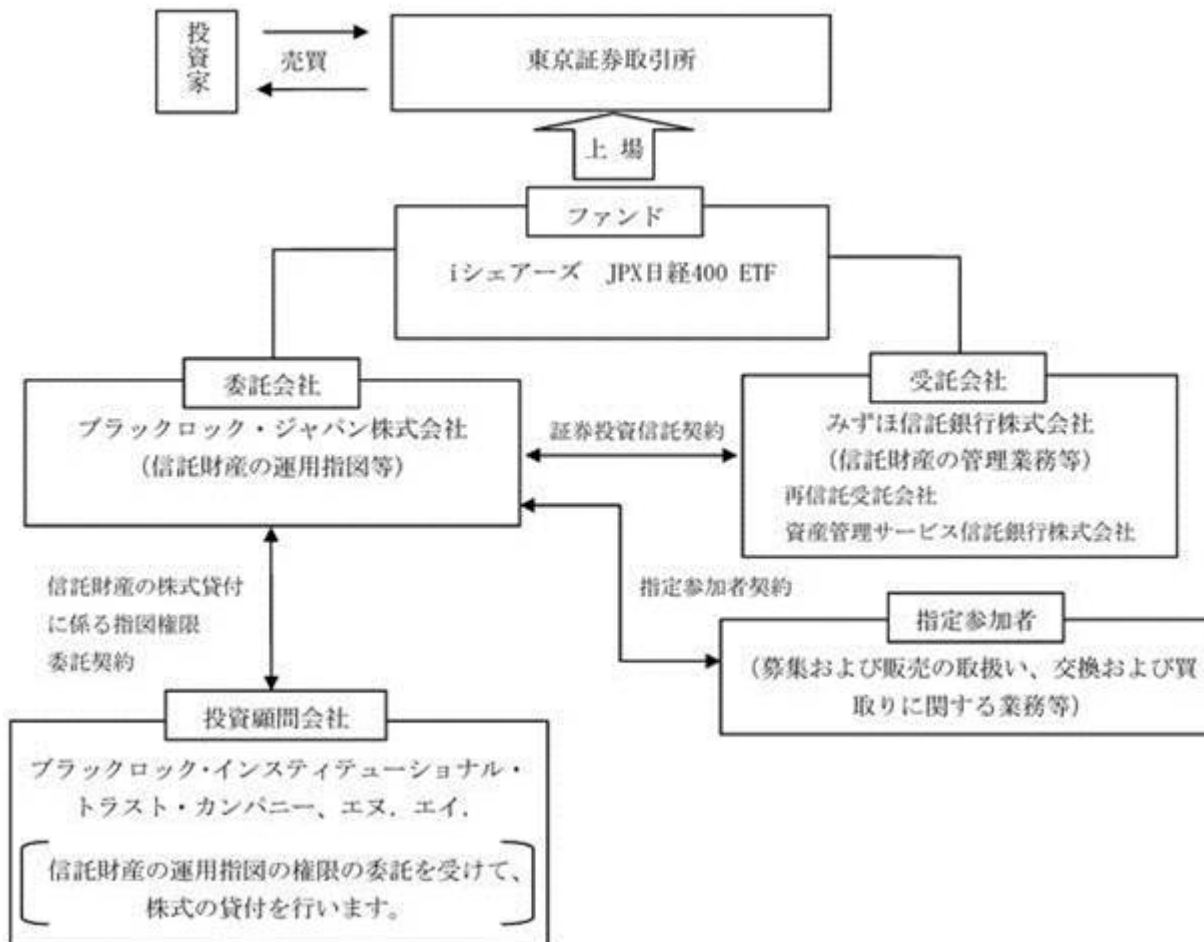 投資家
売買
東京証券取引所
上 場
ファンド
iシェアーズ JPX日経400 ETF
委託会社
ブラックロック・ジャパン株式会社
(信託財産の運用指図等)
証券投資信託契約
受託会社
みずほ信託銀行株式会社
(信託財産の管理業務等)
再信託受託会社
資産管理サービス信託銀行株式会社
信託財産の株式貸付
に係る指図権限
委託契約
指定参加者契約
指定参加者
(募集および販売の取扱い、交換および買
取りに関する業務等)
投資顧問会社
ブラックロック・インスティテューショナル・
トラスト・カンパニー、エヌ．エイ．
信託財産の運用指図の権限の委託を受けて、
株式の貸付を行います。